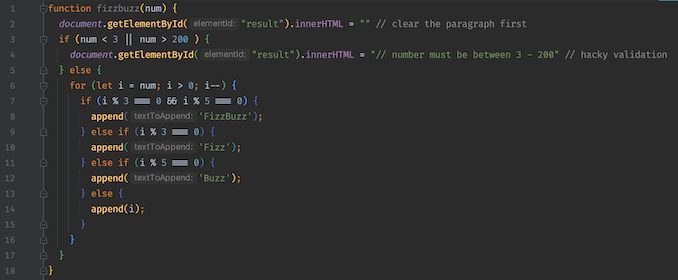 1 function fizzbuzz(num) {
2 document.getElementById( elementId: "result").innerHTML = "" // clear the paragraph first
3 if (num < 3 || num > 200 ) {
4 document.getElementById( elementId: "result").innerHTML = "// number must be between 3 - 200" // hacky validation
5 } else {
6 for (let i = num; i > 0; i--) {
7 if (i % 3 === 0 && i % 5 === 0) {
8 append( textToAppend: 'FizzBuzz');
9 } else if (i % 3 === 0) {
10 append( textToAppend: 'Fizz');
11 } else if (i % 5 === 0) {
12 append( textToAppend: 'Buzz');
13 } else {
14 append(i);
15 }
16 }
17 }
18 }